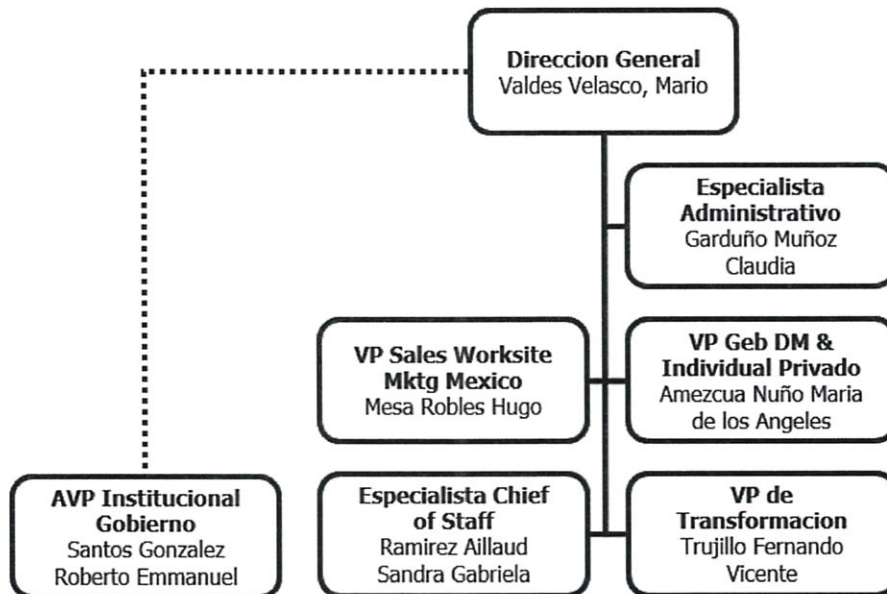 Direccion General
Valdes Velasco, Mario
Especialista
Administrativo
Garduño Muñoz
Claudia
VP Sales Worksite
Mktg Mexico
Mesa Robles Hugo
VP Geb DM &
Individual Privado
Amezcua Nuño Maria
de los Angeles
AVP Institucional
Gobierno
Santos Gonzalez
Roberto Emmanuel
Especialista Chief
of Staff
Ramirez Aillaud
Sandra Gabriela
VP de
Transformacion
Trujillo Fernando
Vicente